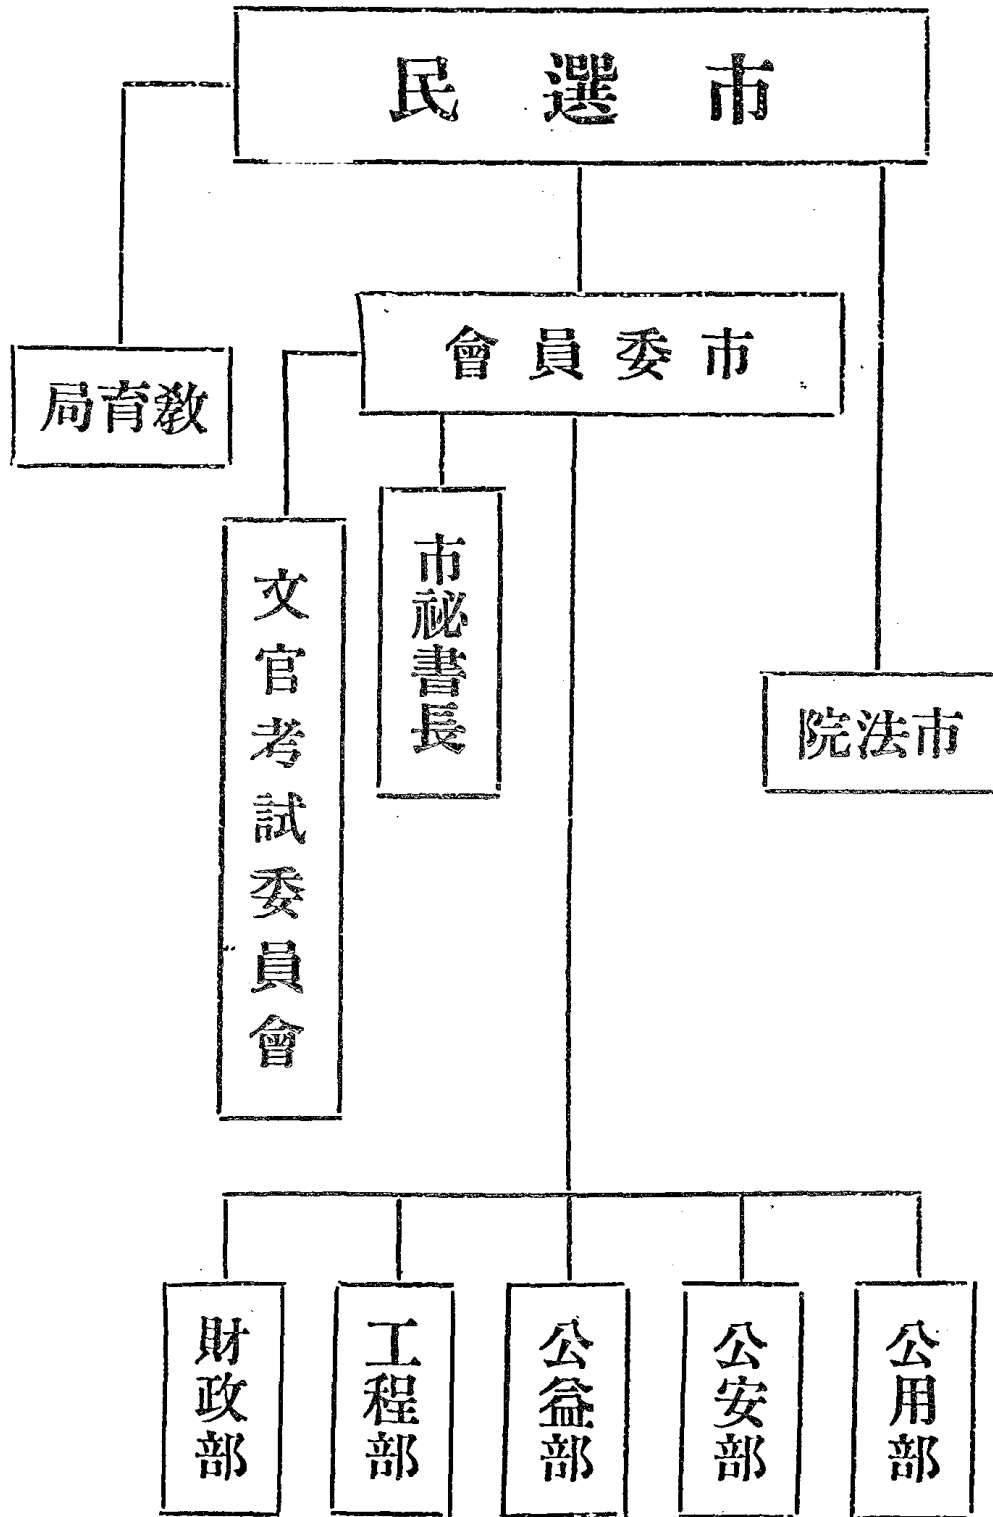 市選民
市委員會
教育局
市祕書長
文官考試委員會
市法院
公用部
公安部
公益部
工程部
財政部